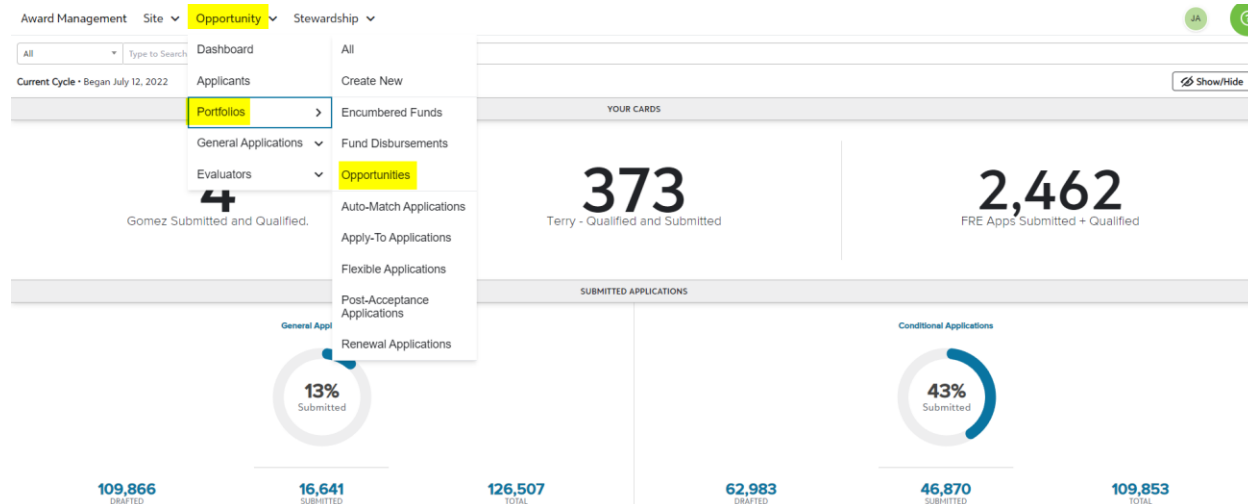 Award Management Site Opportunity Stewardship
JA
All Type to Search
Dashboard
Applicants
Portfolios
General Applications
Evaluators
All
Create New
Encumbered Funds
Fund Disbursements
Opportunities
Auto-Match Applications
Apply-To Applications
Flexible Applications
Post-Acceptance
Applications
Renewal Applications
Current Cycle • Began July 12, 2022
Show/Hide
YOUR CARDS
4
Gomez Submitted and Qualified.
373
Terry - Qualified and Submitted
2,462
FRE Apps Submitted + Qualified
SUBMITTED APPLICATIONS
General Appl
13%
Submitted
109,866
DRAFTED
16,641
SUBMITTED
126,507
TOTAL
Conditional Applications
43%
Submitted
62,983
DRAFTED
46,870
SUBMITTED
109,853
TOTAL